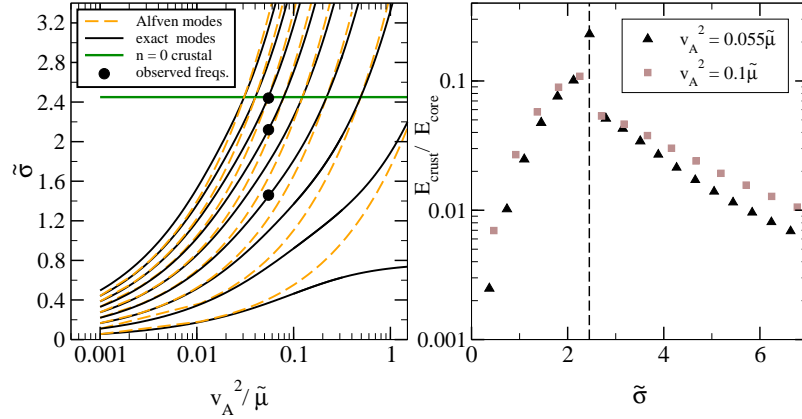 Alfven modes
exact modes
n = 0 crustal
observed freqs.
3.2
2.8
2.4
2
1.6
1.2
0.8
0.4
0
σ̃
0.001
0.01
0.1
1
v_A^2 / μ̃
v_A^2 = 0.055μ̃
v_A^2 = 0.1μ̃
0.1
0.01
0.001
E_crust / E_core
0
2
4
6
σ̃